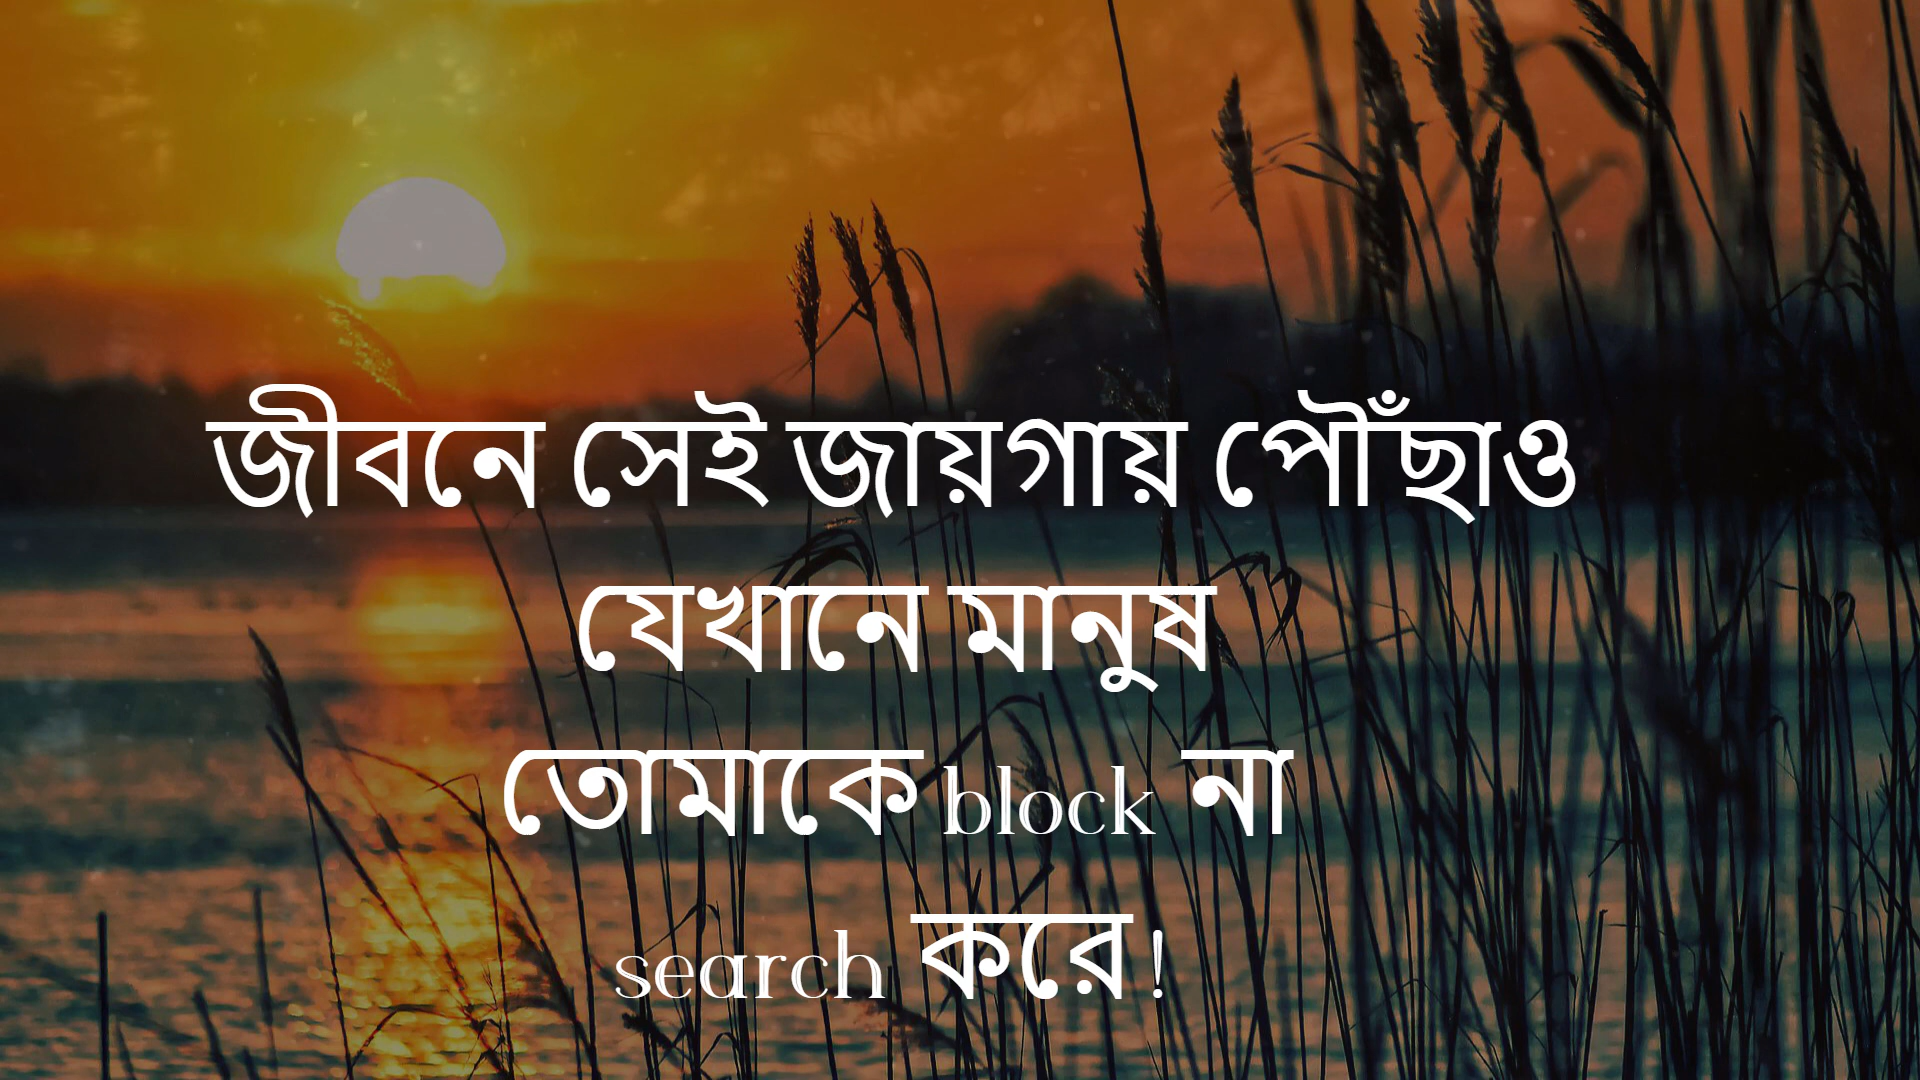 জীবনে সেই জায়গায় পৌঁছাও
যেখানে মানুষ
তোমাকে block না
search করে!